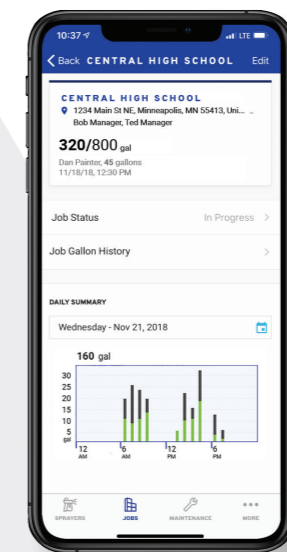 10:37
LTE
Back CENTRAL HIGH SCHOOL Edit
CENTRAL HIGH SCHOOL
1234 Main St NE, Minneapolis, MN 55413, Uni...
Bob Manager, Ted Manager
320/800 gal
Dan Painter, 45 gallons
11/18/18, 12:30 PM
Job Status In Progress >
Job Gallon History >
DAILY SUMMARY
Wednesday - Nov 21, 2018
160 gal
30
25
20
15
10
5
gal
12 6 12 6
AM AM PM PM
SPRAYERS JOBS MAINTENANCE MORE